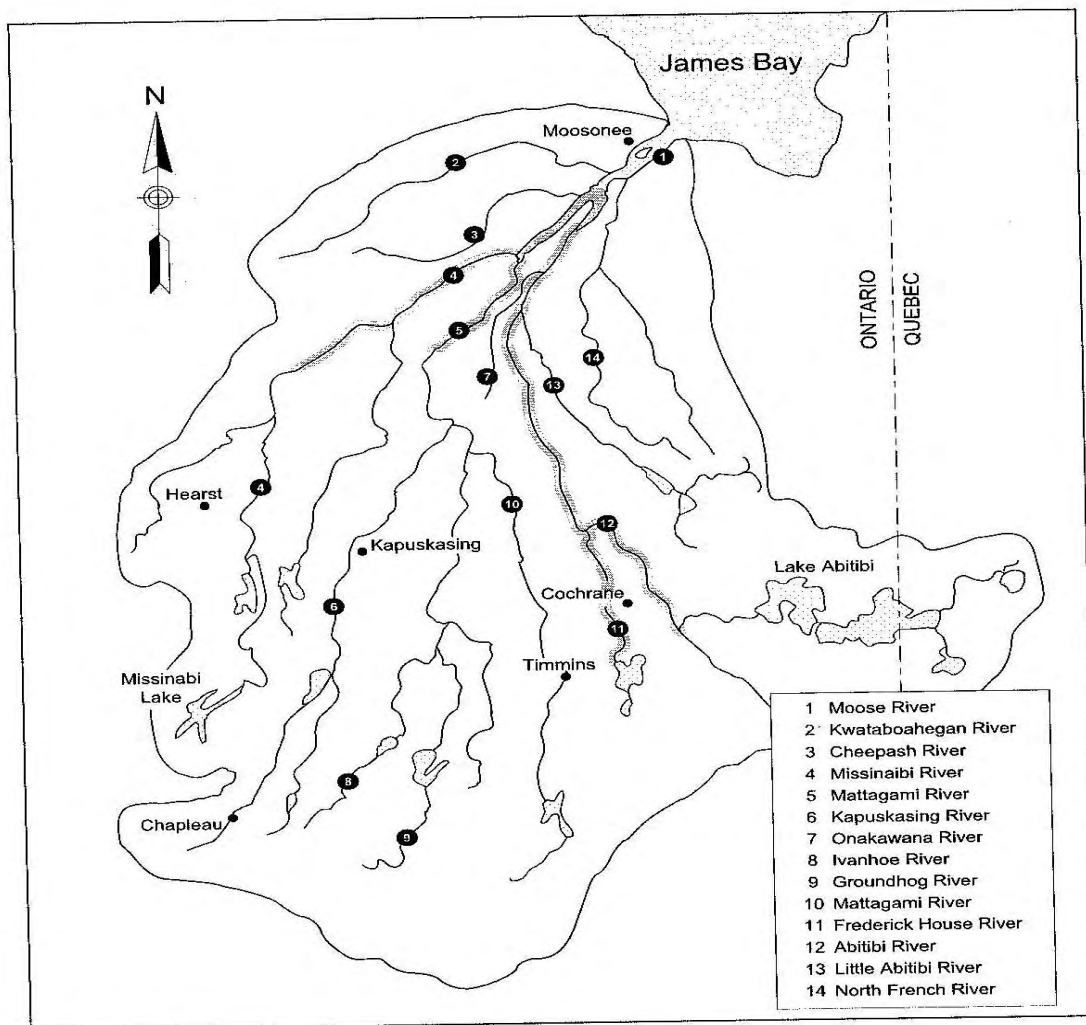 James Bay
N
Moosonee
1
2
3
4
5
7
14
13
ONTARIO
QUEBEC
Hearst
4
10
12
Kapuskasing
Lake Abitibi
Cochrane
6
11
Timmins
Missinabi
Lake
8
Chapleau
9
1 Moose River
2 Kwataboahegan River
3 Cheepash River
4 Missinaibi River
5 Mattagami River
6 Kapuskasing River
7 Onakawana River
8 Ivanhoe River
9 Groundhog River
10 Mattagami River
11 Frederick House River
12 Abitibi River
13 Little Abitibi River
14 North French River